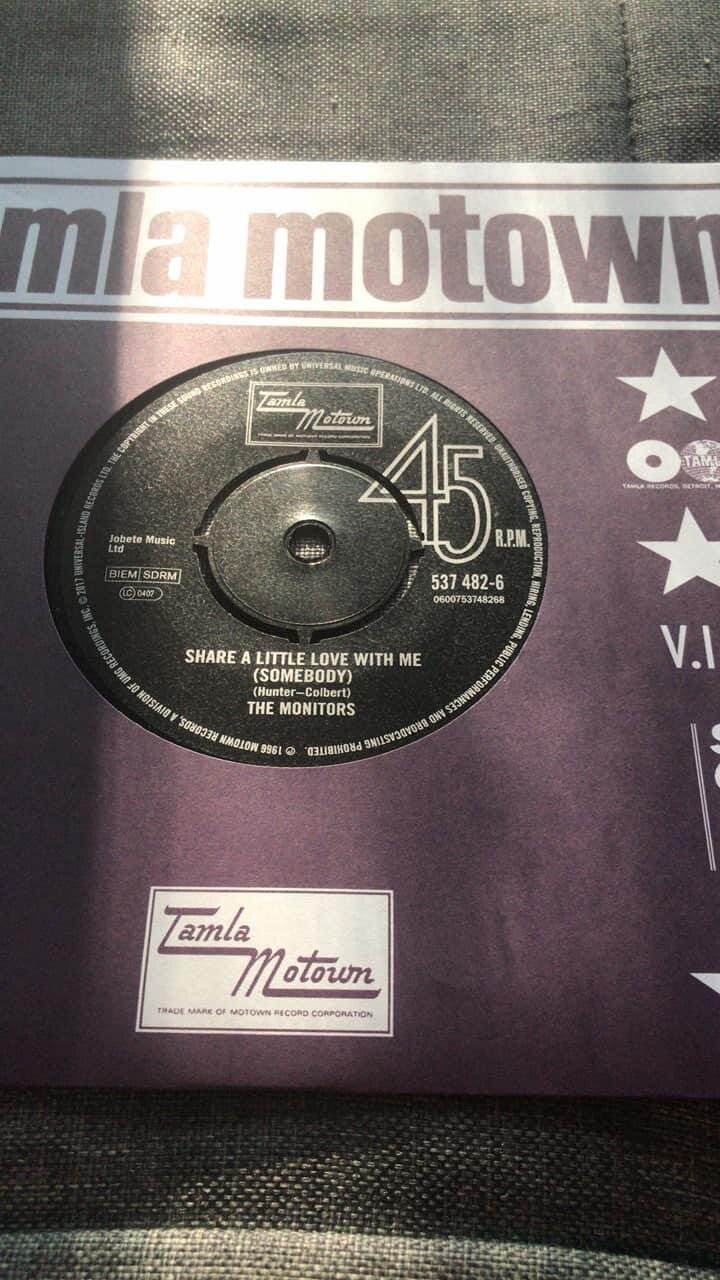 mla motown
THE COPYRIGHT IN THESE SOUND RECORDINGS IS OWNED BY UNIVERSAL MUSIC OPERATIONS LTD. ALL RIGHTS RESERVED. UNAUTHORISED COPYING, REPRODUCTION, HIRING, LENDING, PUBLIC PERFORMANCES AND BROADCASTING PROHIBITED. ℗ 1966 MOTOWN RECORDS, A DIVISION OF UMG RECORDINGS, INC. © 2017 UNIVERSAL-ISLAND RECORDS LTD.
Tamla
Motown
TRADE MARK OF MOTOWN RECORD CORPORATION
45
R.P.M.
Jobete Music
Ltd
BIEM SDRM
LC 0407
537 482-6
0600753748268
SHARE A LITTLE LOVE WITH ME
(SOMEBODY)
(Hunter–Colbert)
THE MONITORS
TAML
TAMLA RECORDS, DETROIT, M
V.I
Tamla
Motown
TRADE MARK OF MOTOWN RECORD CORPORATION